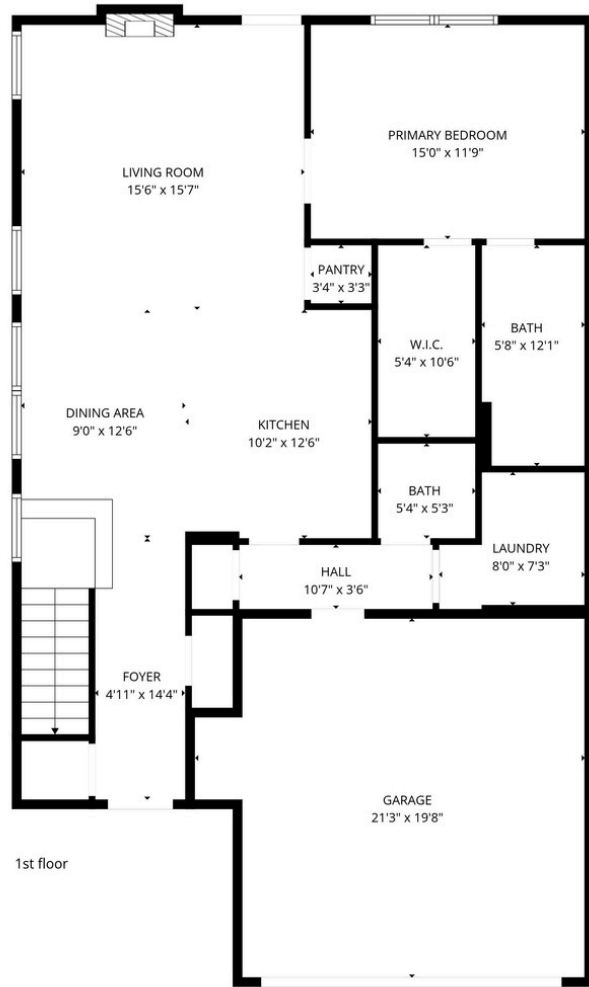 PRIMARY BEDROOM
15'0" x 11'9"
LIVING ROOM
15'6" x 15'7"
PANTRY
3'4" x 3'3"
BATH
5'8" x 12'1"
W.I.C.
5'4" x 10'6"
DINING AREA
9'0" x 12'6"
KITCHEN
10'2" x 12'6"
BATH
5'4" x 5'3"
LAUNDRY
8'0" x 7'3"
HALL
10'7" x 3'6"
FOYER
4'11" x 14'4"
GARAGE
21'3" x 19'8"
1st floor